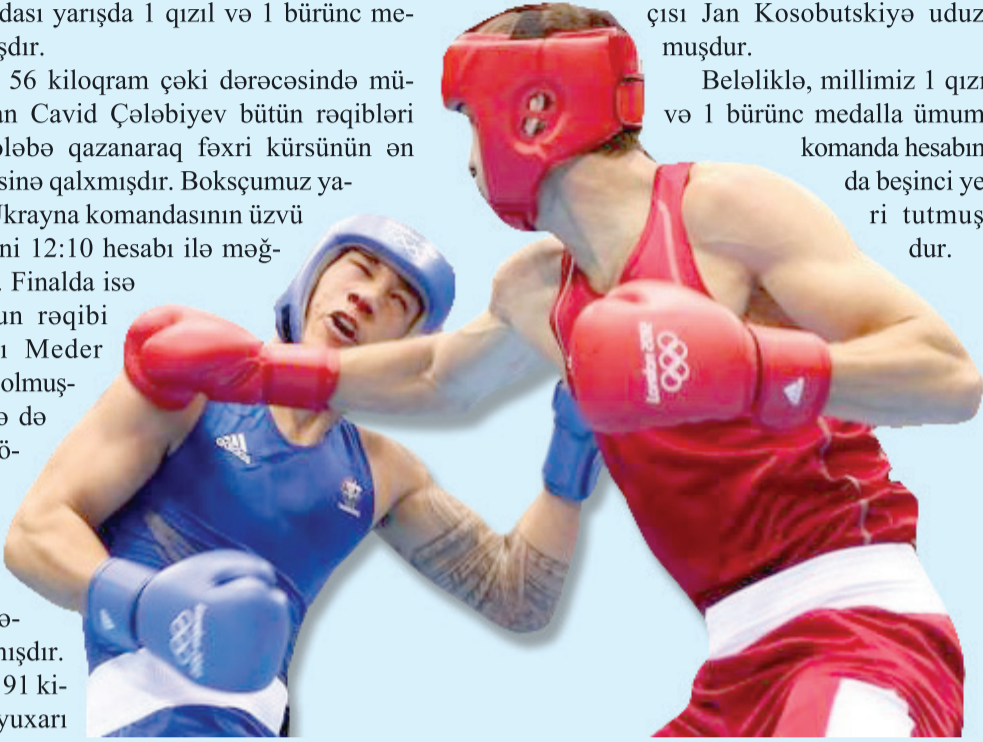 dası yarışda 1 qızıl və 1 bürünc me-
şdır.
56 kiloqram çəki dərəcəsində mü-
an Cavid Çələbiyev bütün rəqibləri
ələbə qazanaraq fəxri kürsünün ən
sinə qalxmışdır. Boksçumuz ya-
Ukrayna komandasının üzvü
ni 12:10 hesabı ilə məğ-
. Finalda isə
un rəqibi
ı Meder
olmuş-
ə də
ö-
ə-
mışdır.
91 ki-
yuxarı
çısı Jan Kosobutskiyə uduz
muşdur.
Beləliklə, millimiz 1 qızı
və 1 bürünc medalla ümum
komanda hesabın
da beşinci ye
ri tutmuş
dur.
London 2012
adidas